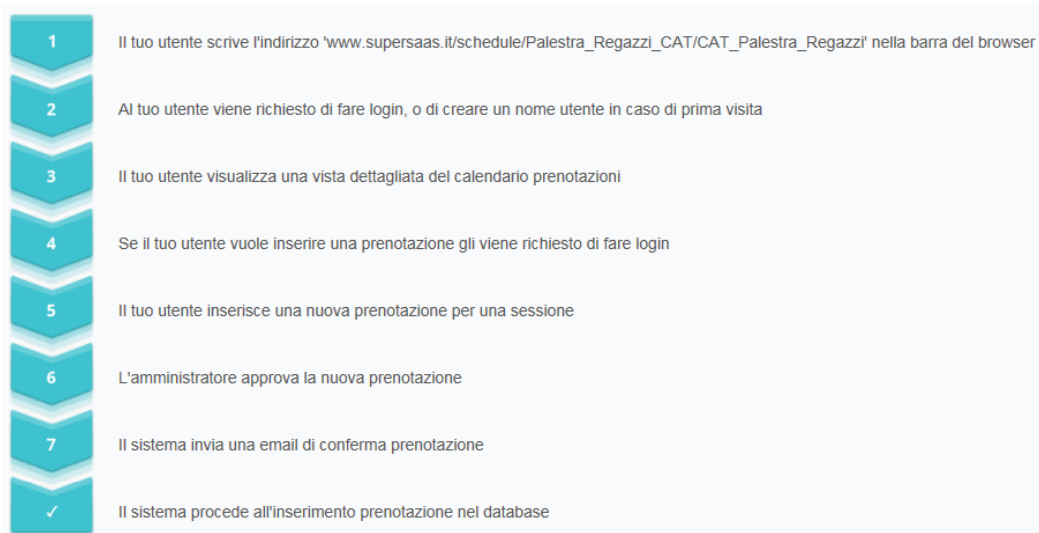 1 Il tuo utente scrive l'indirizzo 'www.supersaas.it/schedule/Palestra_Regazzi_CAT/CAT_Palestra_Regazzi' nella barra del browser
2 Al tuo utente viene richiesto di fare login, o di creare un nome utente in caso di prima visita
3 Il tuo utente visualizza una vista dettagliata del calendario prenotazioni
4 Se il tuo utente vuole inserire una prenotazione gli viene richiesto di fare login
5 Il tuo utente inserisce una nuova prenotazione per una sessione
6 L'amministratore approva la nuova prenotazione
7 Il sistema invia una email di conferma prenotazione
✓ Il sistema procede all'inserimento prenotazione nel database